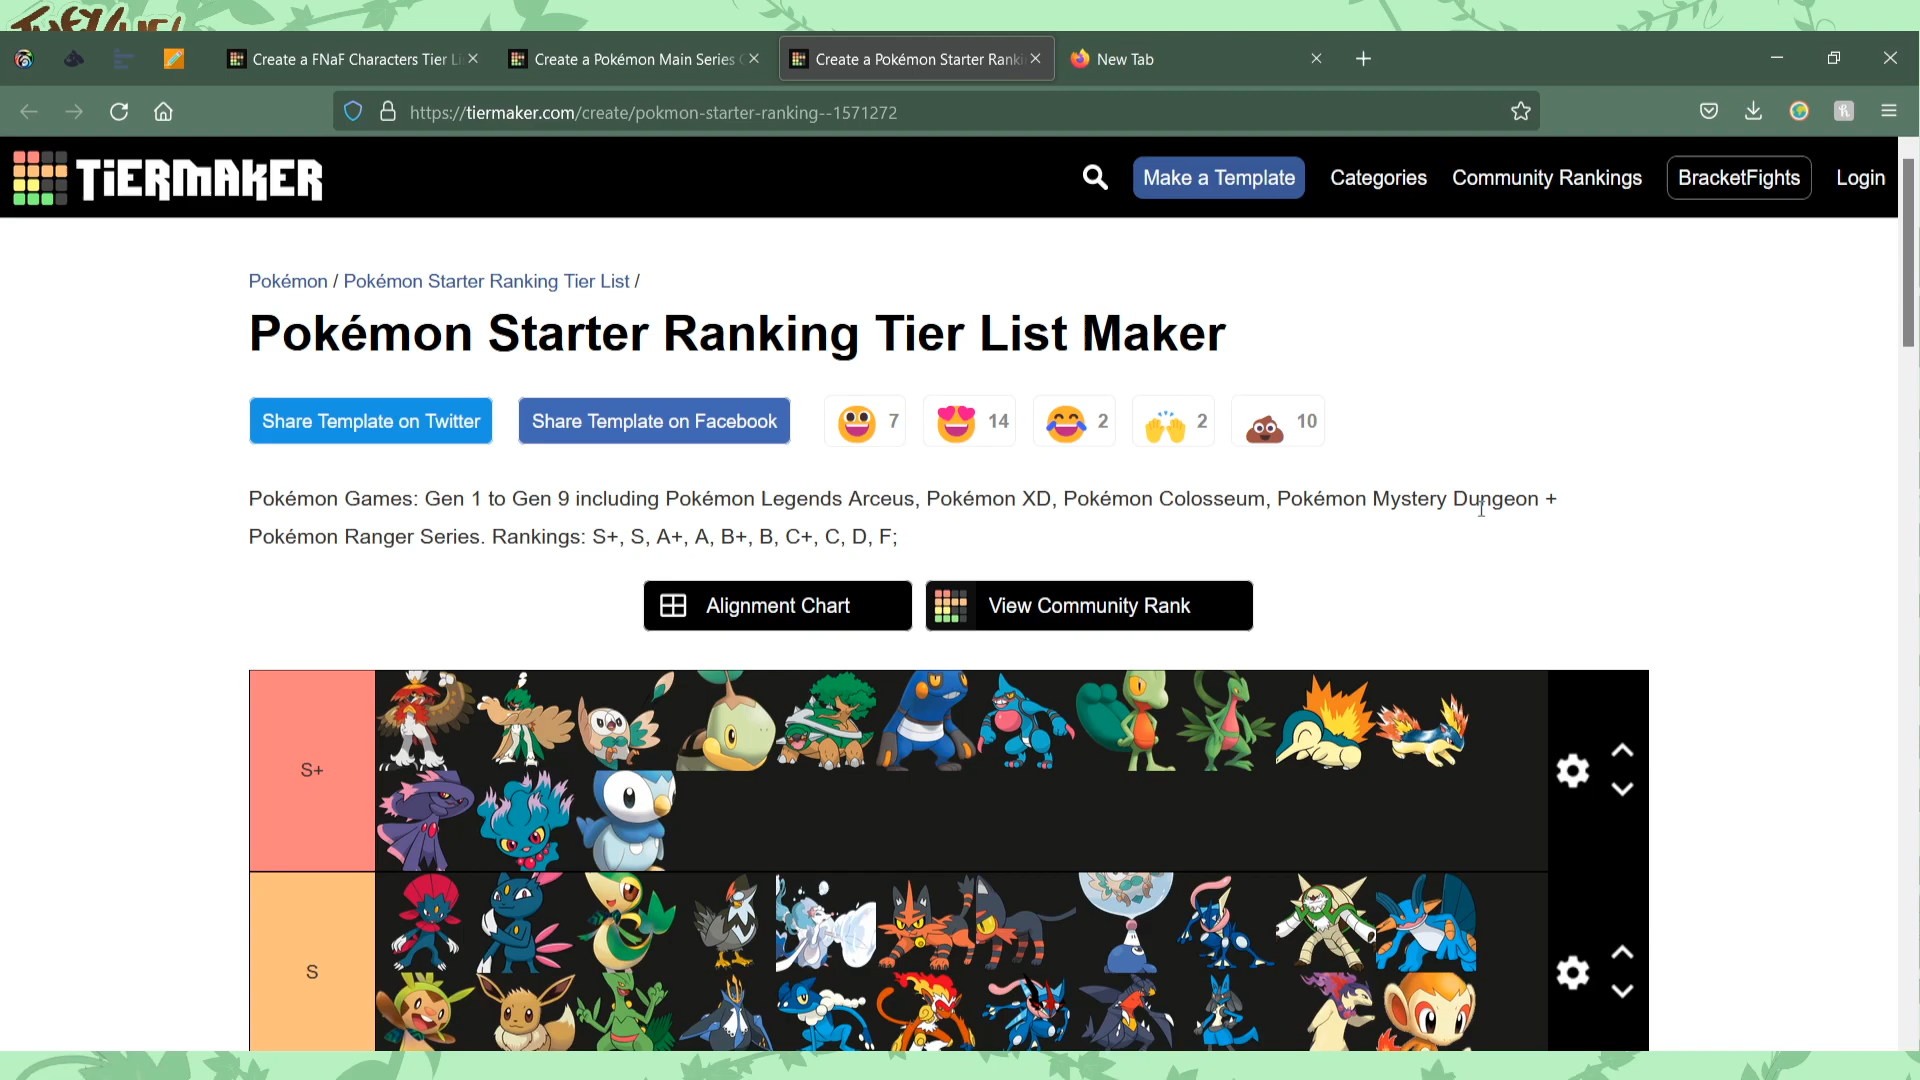 Create a FNaF Characters Tier Li
Create a Pokémon Main Series
Create a Pokémon Starter Ranki
New Tab
https://tiermaker.com/create/pokmon-starter-ranking--1571272
TiERMAKER
Make a Template
Categories
Community Rankings
BracketFights
Login
Pokémon / Pokémon Starter Ranking Tier List /
Pokémon Starter Ranking Tier List Maker
Share Template on Twitter
Share Template on Facebook
7
14
2
2
10
Pokémon Games: Gen 1 to Gen 9 including Pokémon Legends Arceus, Pokémon XD, Pokémon Colosseum, Pokémon Mystery Dungeon +
Pokémon Ranger Series. Rankings: S+, S, A+, A, B+, B, C+, C, D, F;
Alignment Chart
View Community Rank
S+
S